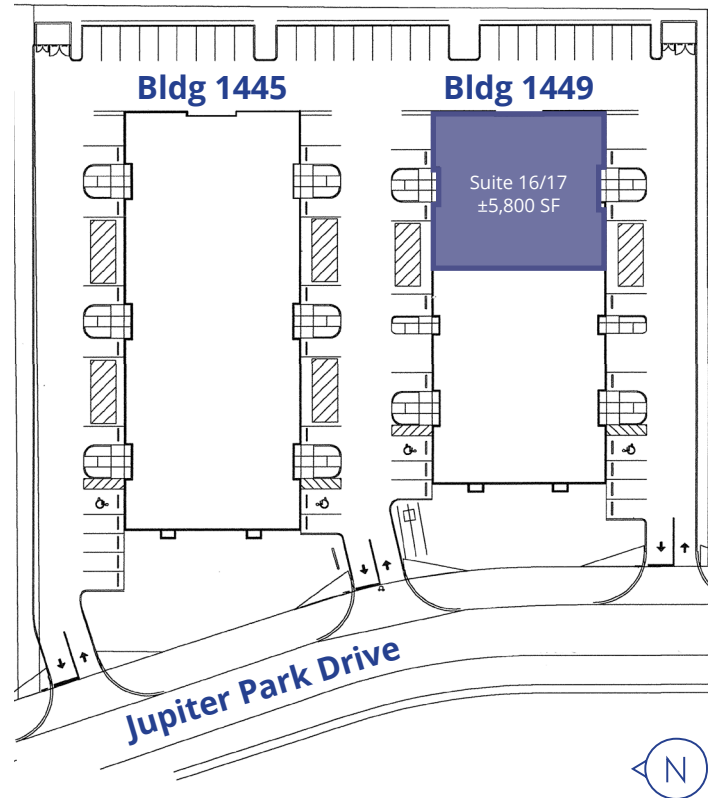 Bldg 1445
Bldg 1449
Suite 16/17
±5,800 SF
Jupiter Park Drive
N